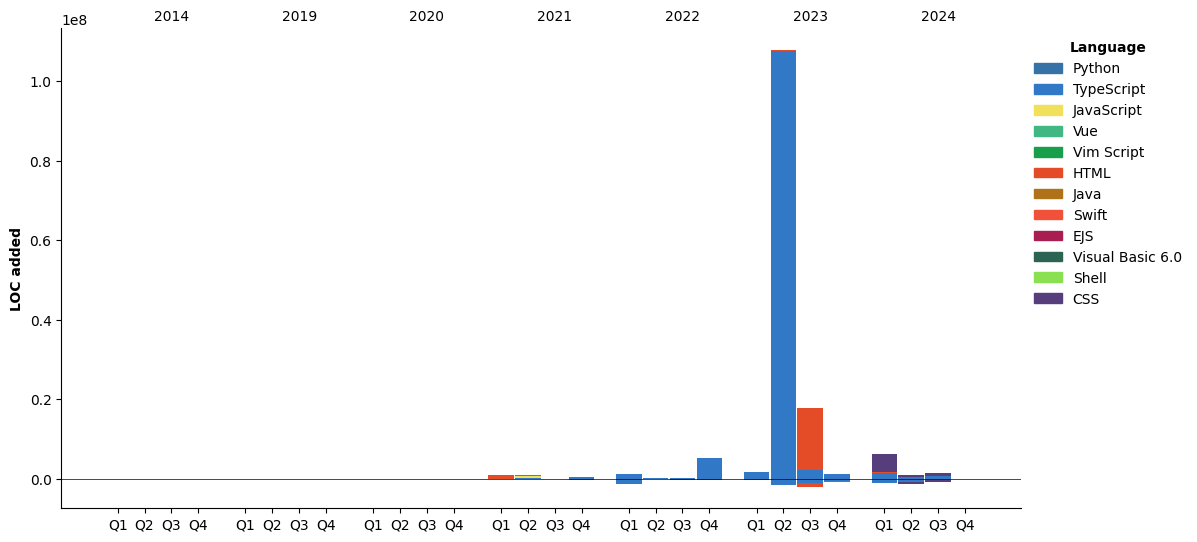 1e8
2014 2019 2020 2021 2022 2023 2024
LOC added
1.0
0.8
0.6
0.4
0.2
0.0
Q1 Q2 Q3 Q4 Q1 Q2 Q3 Q4 Q1 Q2 Q3 Q4 Q1 Q2 Q3 Q4 Q1 Q2 Q3 Q4 Q1 Q2 Q3 Q4 Q1 Q2 Q3 Q4
Language
Python
TypeScript
JavaScript
Vue
Vim Script
HTML
Java
Swift
EJS
Visual Basic 6.0
Shell
CSS